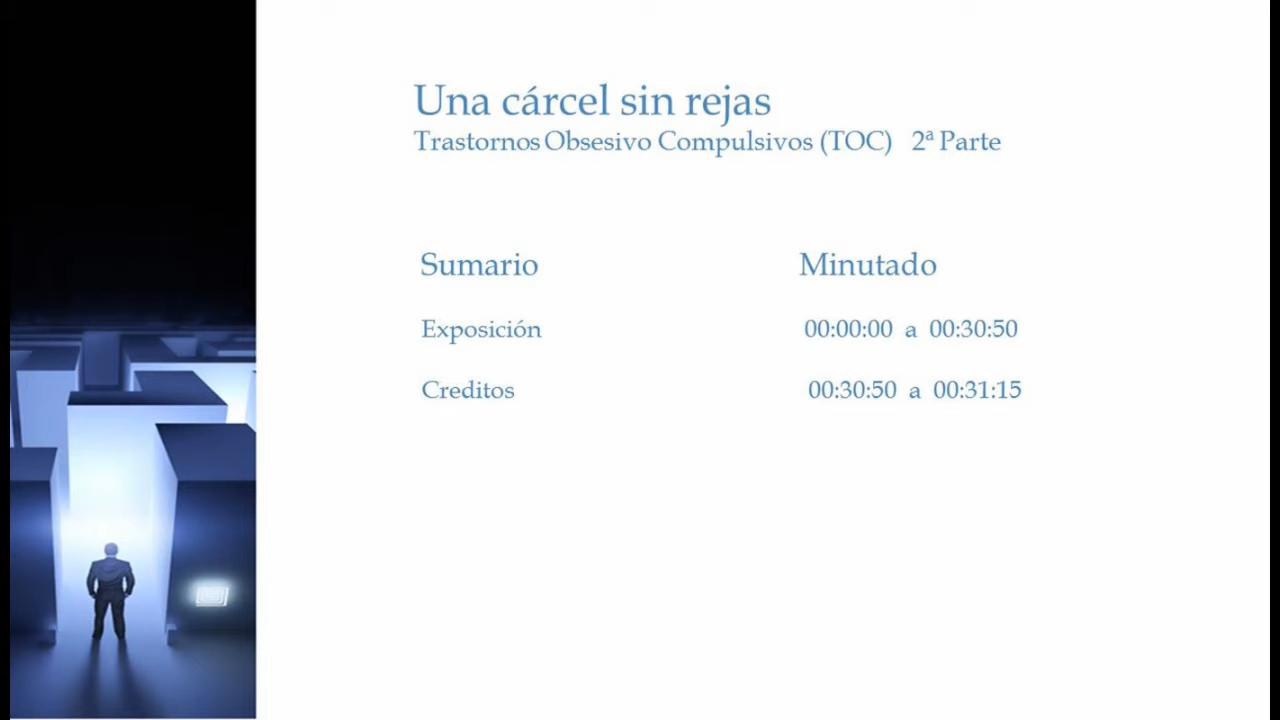 Una cárcel sin rejas
Trastornos Obsesivo Compulsivos (TOC) 2ª Parte
Sumario Minutado
Exposición 00:00:00 a 00:30:50
Creditos 00:30:50 a 00:31:15